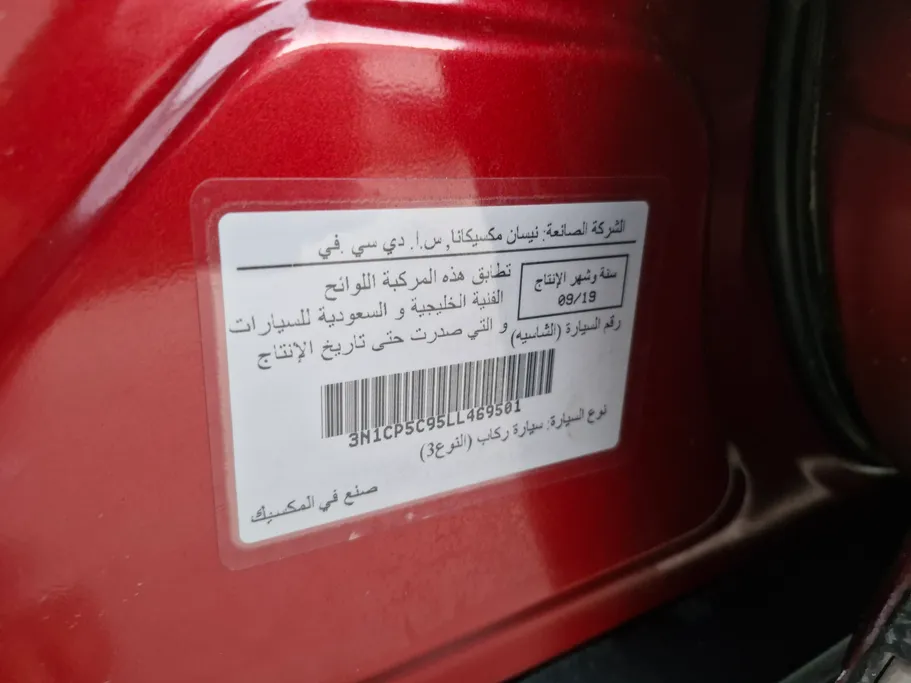 الشركة الصانعة: نيسان مكسيكانا, س.ا. دي سي .في
سنة وشهر الإنتاج
09/19
تطابق هذه المركبة اللوائح
الفنية الخليجية و السعودية للسيارات
و التي صدرت حتى تاريخ الإنتاج
رقم السيارة (الشاسيه)
3N1CP5C95LL469501
نوع السيارة: سيارة ركاب (النوع3)
صنع في المكسيك